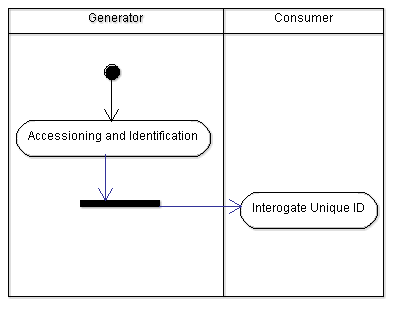 Generator
Consumer
Accessioning and Identification
Interogate Unique ID